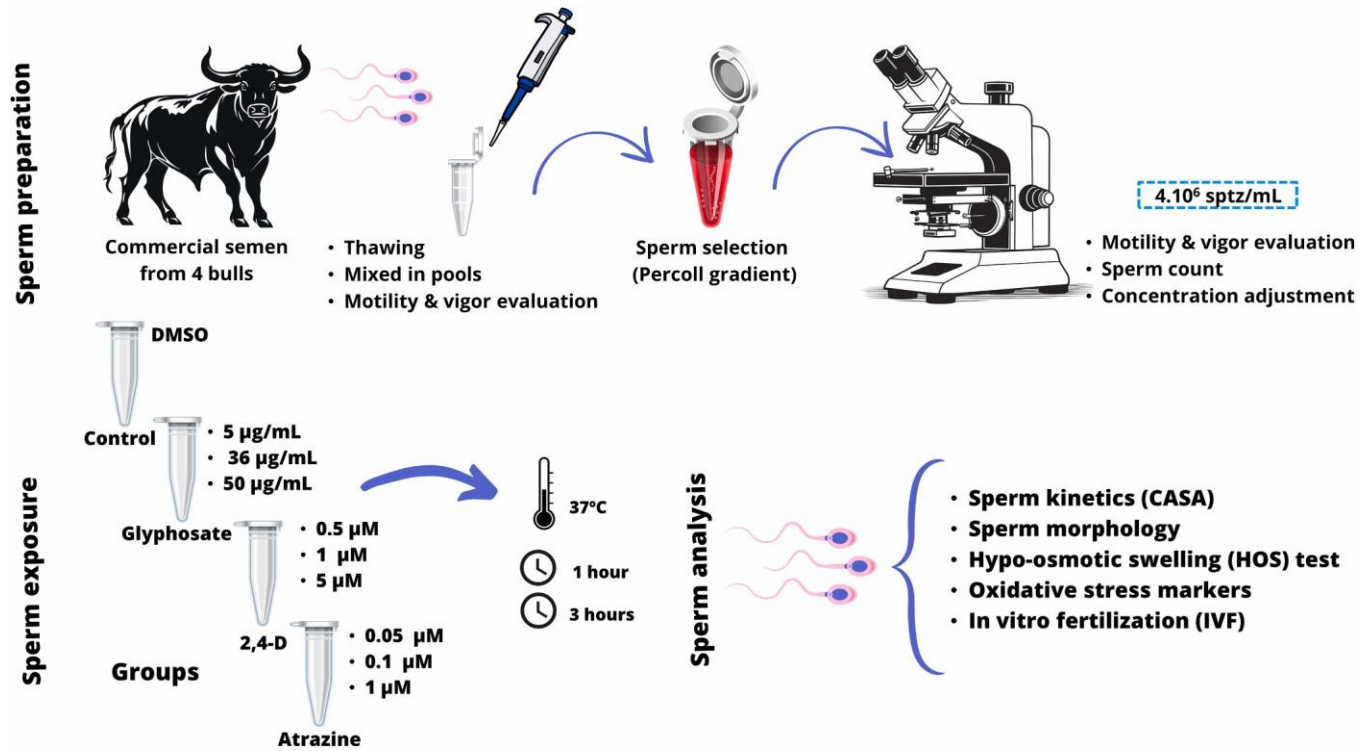 Sperm preparation
Commercial semen
from 4 bulls
• Thawing
• Mixed in pools
• Motility & vigor evaluation
Sperm selection
(Percoll gradient)
4.10⁶ sptz/mL
• Motility & vigor evaluation
• Sperm count
• Concentration adjustment
Sperm exposure
DMSO
Control
• 5 µg/mL
• 36 µg/mL
• 50 µg/mL
Glyphosate
• 0.5 µM
• 1 µM
• 5 µM
2,4-D
• 0.05 µM
• 0.1 µM
• 1 µM
Atrazine
Groups
37ºC
1 hour
3 hours
Sperm analysis
• Sperm kinetics (CASA)
• Sperm morphology
• Hypo-osmotic swelling (HOS) test
• Oxidative stress markers
• In vitro fertilization (IVF)